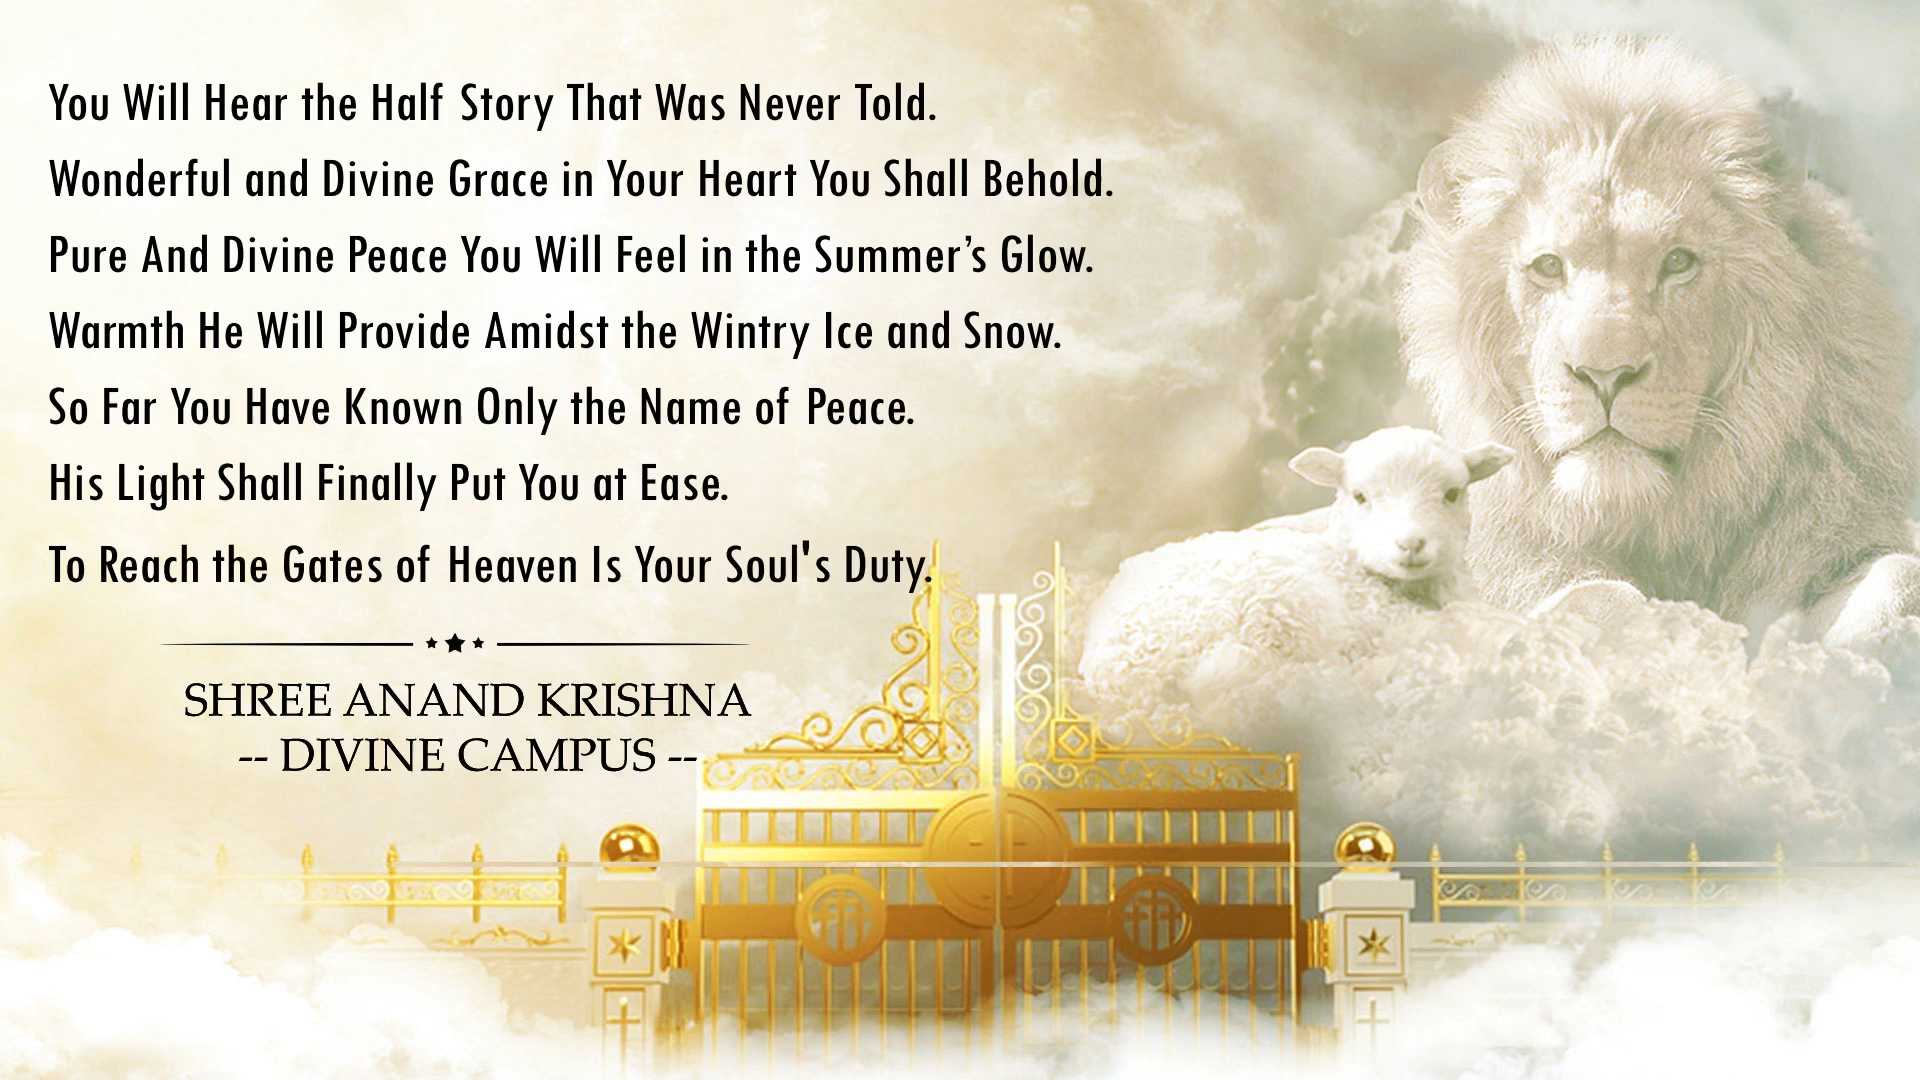 You Will Hear the Half Story That Was Never Told.
Wonderful and Divine Grace in Your Heart You Shall Behold.
Pure And Divine Peace You Will Feel in the Summer’s Glow.
Warmth He Will Provide Amidst the Wintry Ice and Snow.
So Far You Have Known Only the Name of Peace.
His Light Shall Finally Put You at Ease.
To Reach the Gates of Heaven Is Your Soul's Duty.
SHREE ANAND KRISHNA
-- DIVINE CAMPUS --